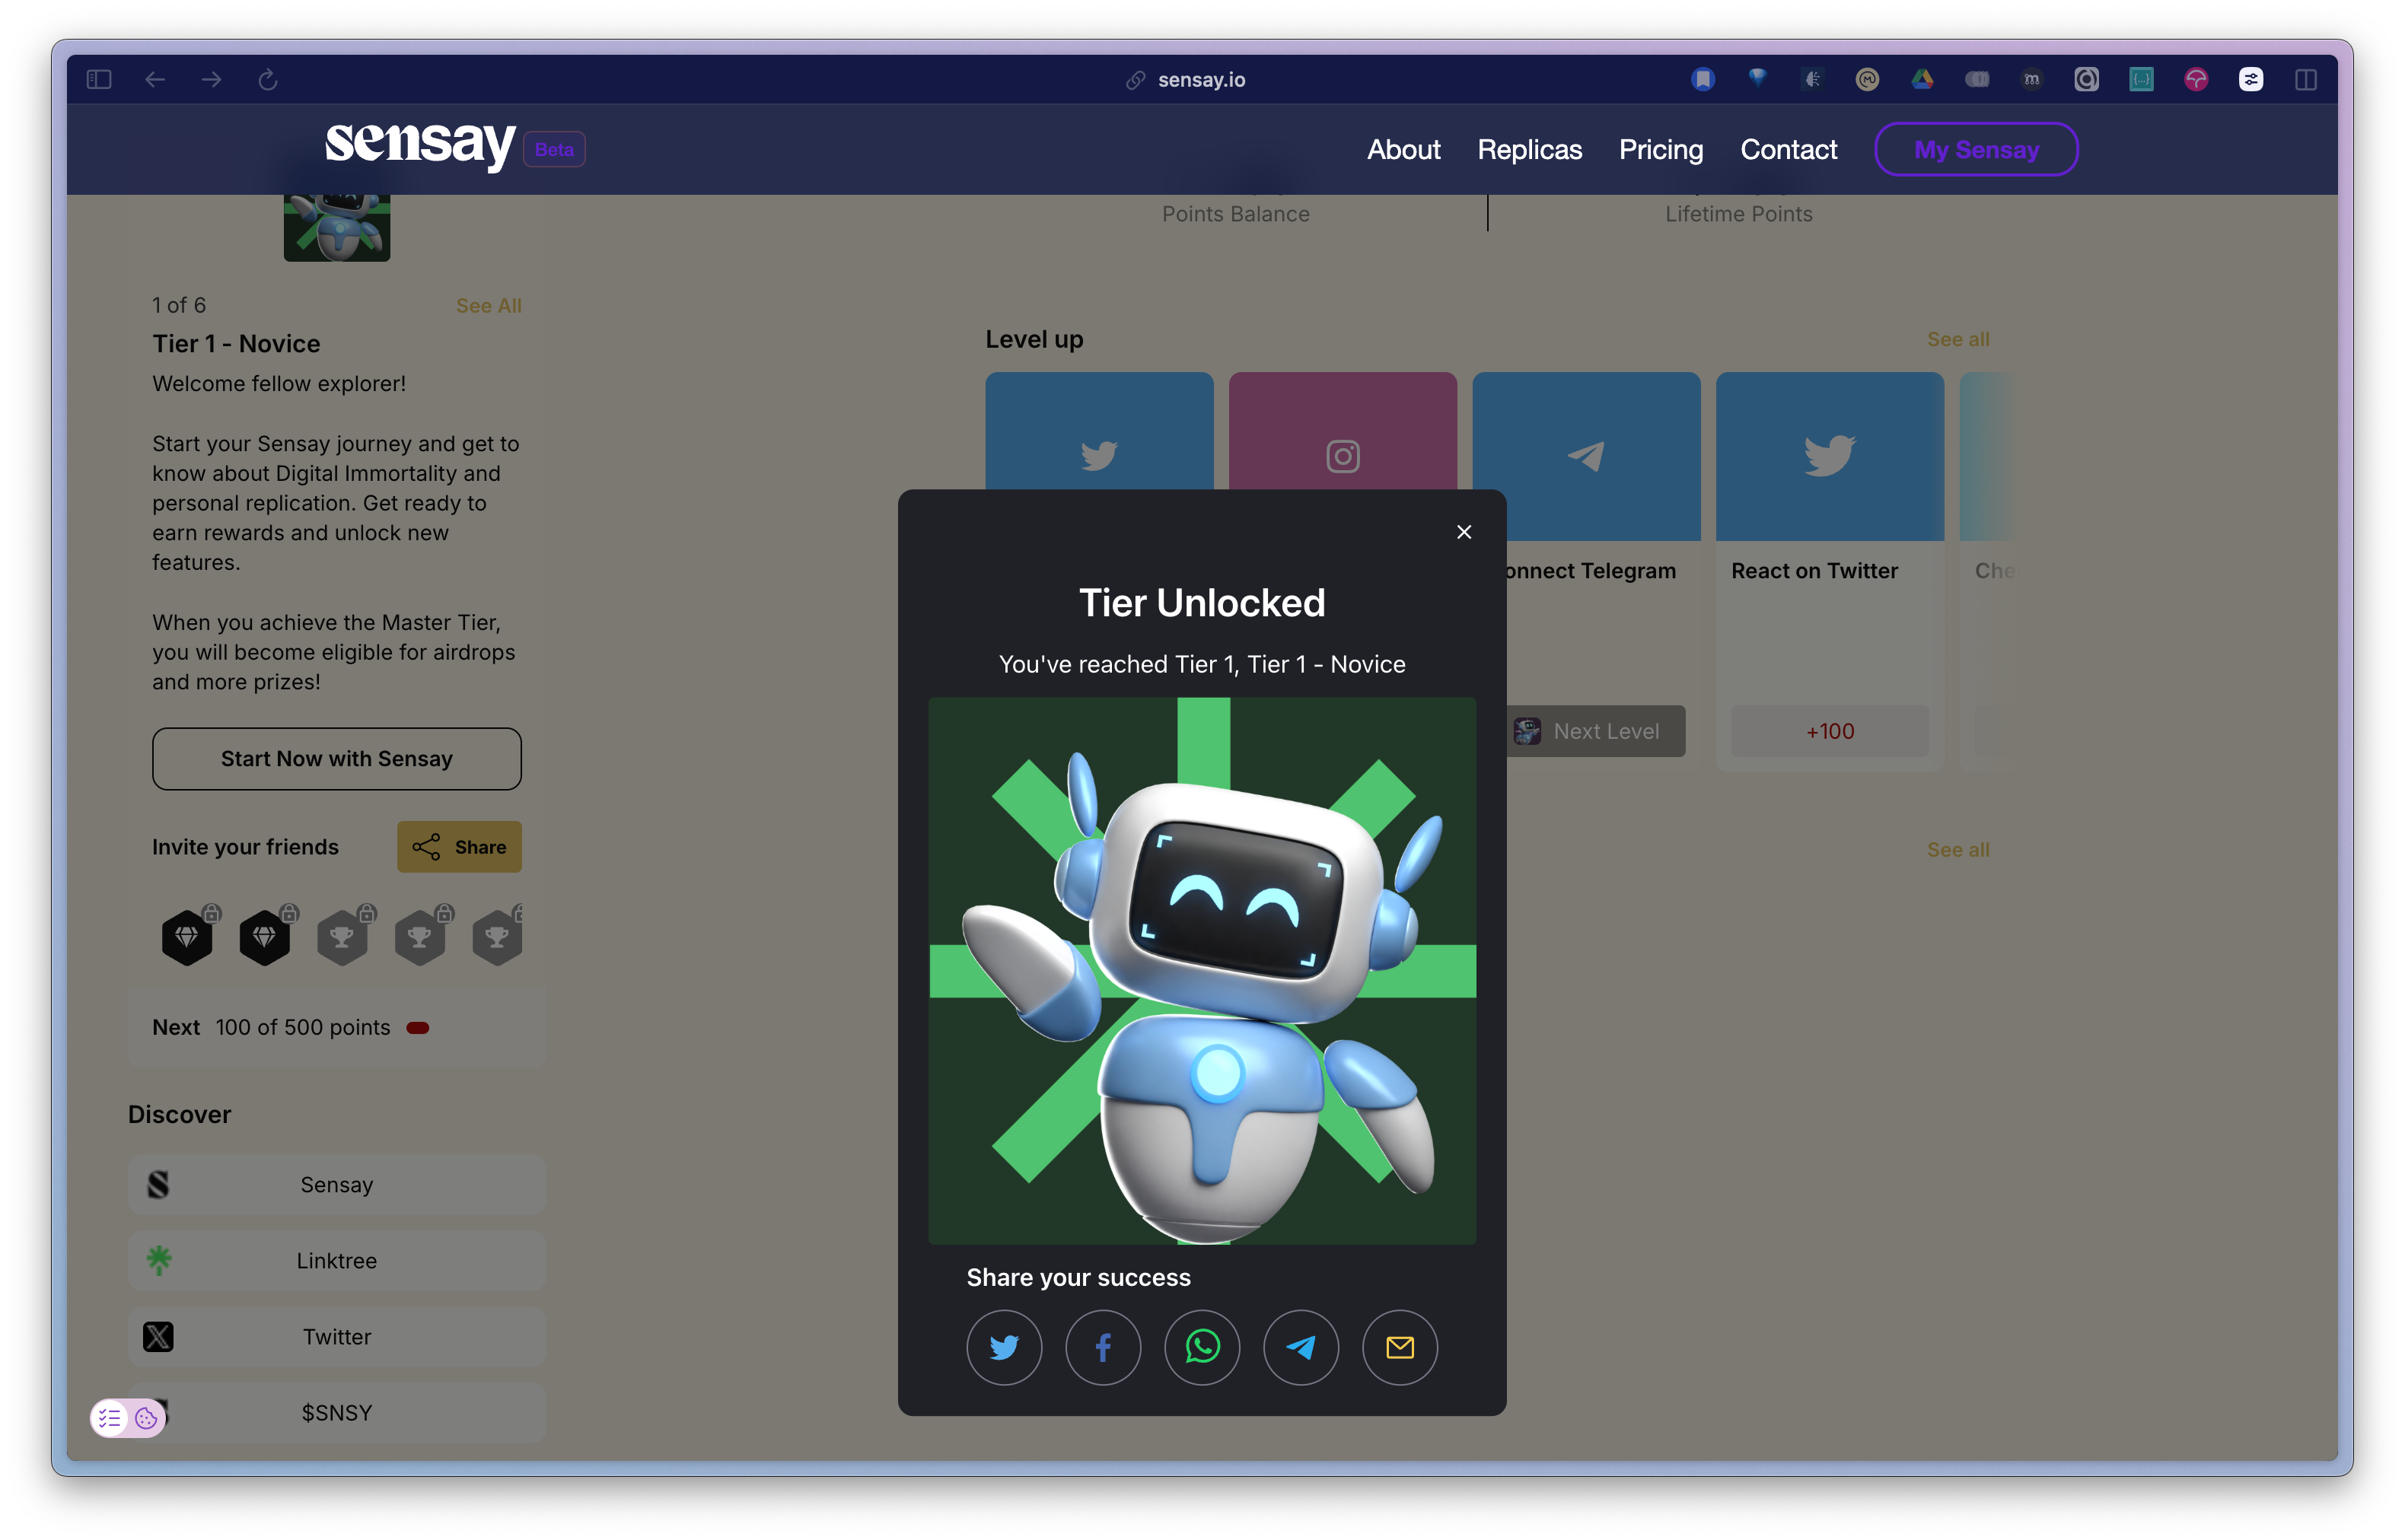 sensay.io
sensay Beta
About Replicas Pricing Contact My Sensay
Points Balance
Lifetime Points
1 of 6 See All
Tier 1 - Novice
Welcome fellow explorer!
Start your Sensay journey and get to
know about Digital Immortality and
personal replication. Get ready to
earn rewards and unlock new
features.
When you achieve the Master Tier,
you will become eligible for airdrops
and more prizes!
Start Now with Sensay
Invite your friends Share
Next 100 of 500 points
Discover
Sensay
Linktree
Twitter
$SNSY
Level up See all
onnect Telegram
React on Twitter
Che
Next Level
+100
See all
Tier Unlocked
You've reached Tier 1, Tier 1 - Novice
Share your success